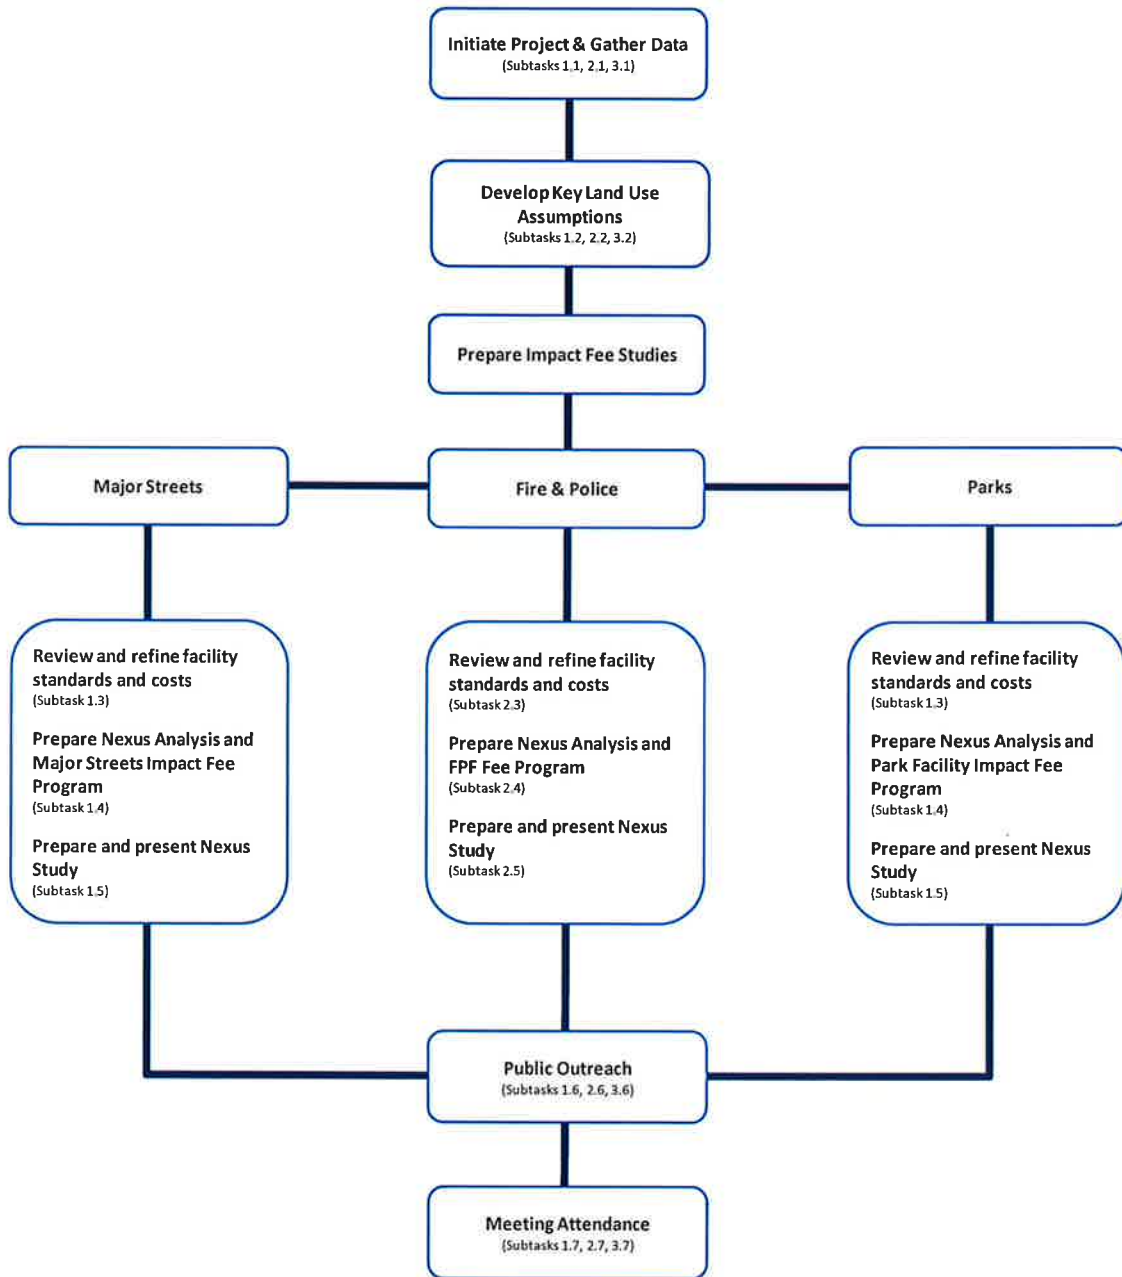 Initiate Project & Gather Data
(Subtasks 1.1, 2.1, 3.1)
Develop Key Land Use
Assumptions
(Subtasks 1.2, 2.2, 3.2)
Prepare Impact Fee Studies
Major Streets
Fire & Police
Parks
Review and refine facility
standards and costs
(Subtask 1.3)
Prepare Nexus Analysis and
Major Streets Impact Fee
Program
(Subtask 1.4)
Prepare and present Nexus
Study
(Subtask 1.5)
Review and refine facility
standards and costs
(Subtask 2.3)
Prepare Nexus Analysis and
FPF Fee Program
(Subtask 2.4)
Prepare and present Nexus
Study
(Subtask 2.5)
Review and refine facility
standards and costs
(Subtask 1.3)
Prepare Nexus Analysis and
Park Facility Impact Fee
Program
(Subtask 1.4)
Prepare and present Nexus
Study
(Subtask 1.5)
Public Outreach
(Subtasks 1.6, 2.6, 3.6)
Meeting Attendance
(Subtasks 1.7, 2.7, 3.7)